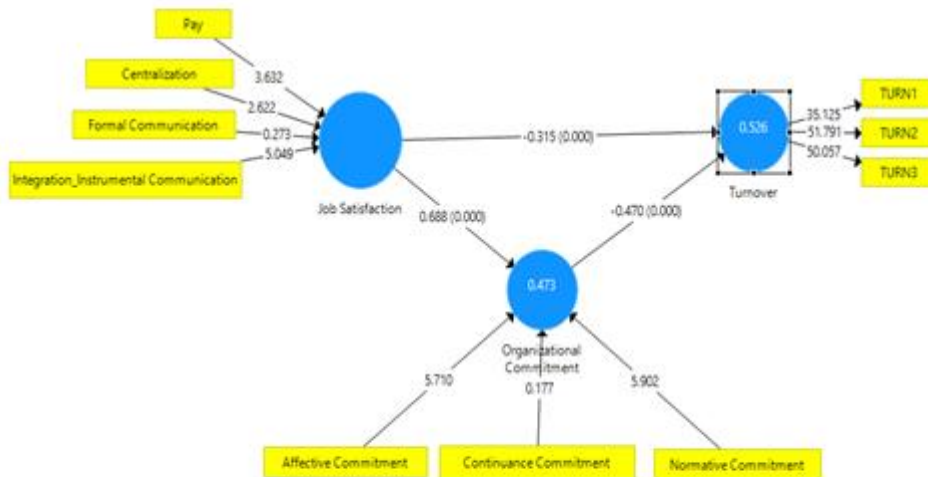 Pay
3.632
Centralization
2.622
Formal Communication
0.273
5.049
Integration_Instrumental Communication
Job Satisfaction
-0.315 (0.000)
0.526
Turnover
35.125
51.791
50.057
TURN1
TURN2
TURN3
0.688 (0.000)
-0.470 (0.000)
0.473
Organizational
Commitment
5.710
0.177
5.902
Affective Commitment
Continuance Commitment
Normative Commitment